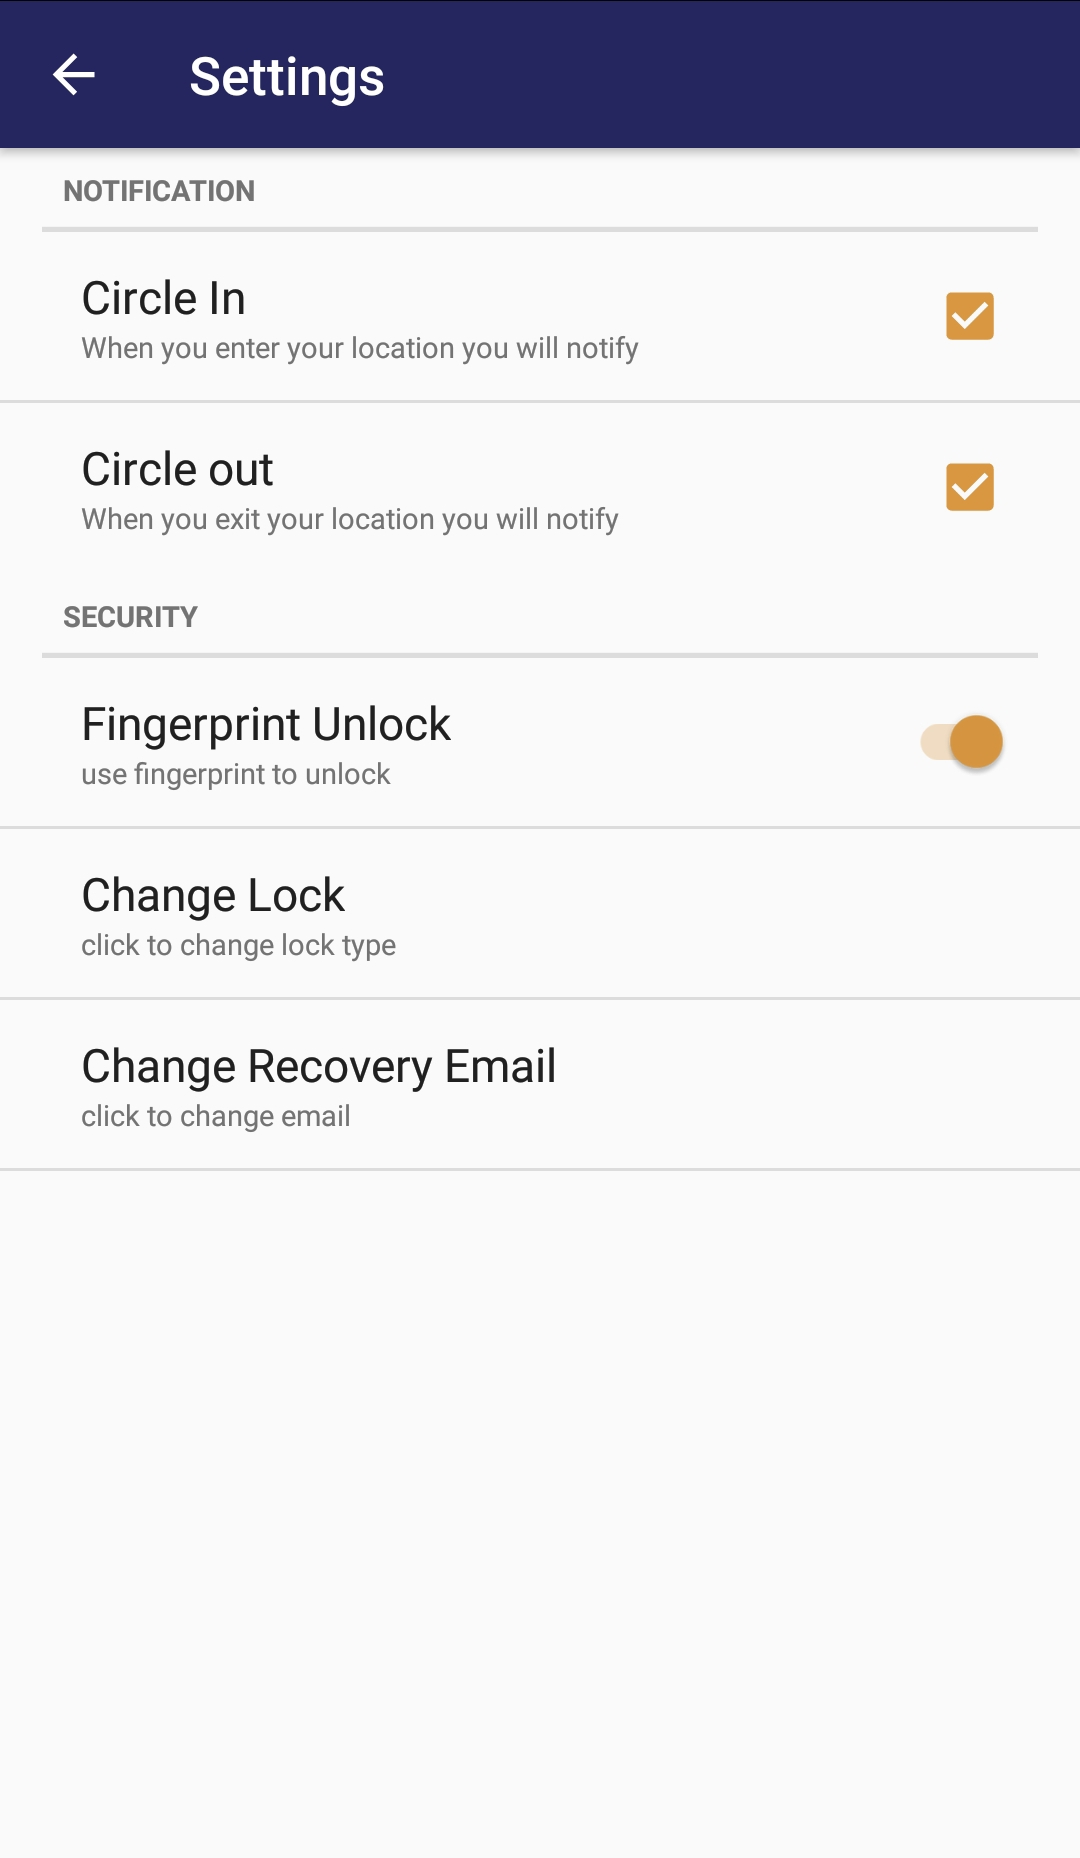 Settings
NOTIFICATION
Circle In
When you enter your location you will notify
Circle out
When you exit your location you will notify
SECURITY
Fingerprint Unlock
use fingerprint to unlock
Change Lock
click to change lock type
Change Recovery Email
click to change email